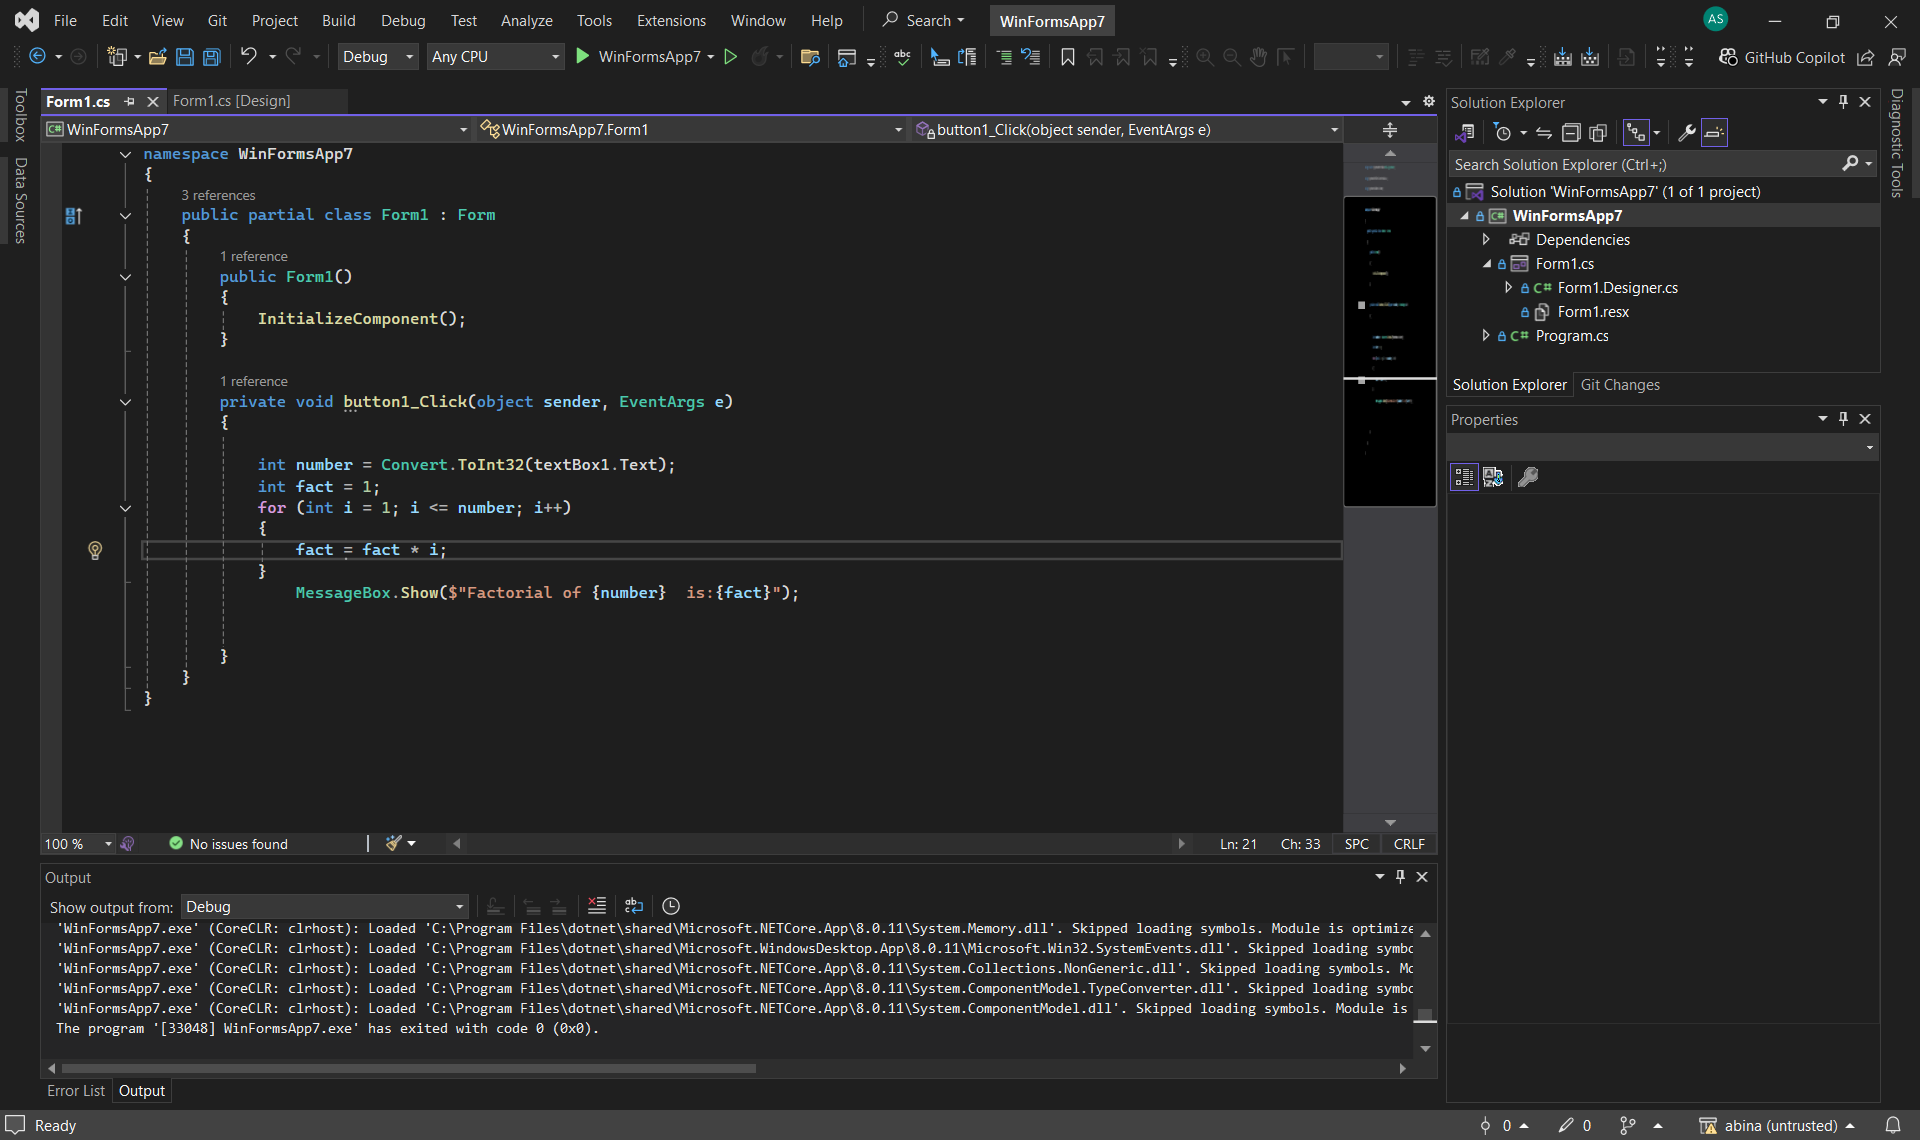 File Edit View Git Project Build Debug Test Analyze Tools Extensions Window Help Search WinFormsApp7 AS
Debug Any CPU WinFormsApp7 GitHub Copilot
Toolbox
Data Sources
Form1.cs Form1.cs [Design]
WinFormsApp7 WinFormsApp7.Form1 button1_Click(object sender, EventArgs e)
namespace WinFormsApp7
{
3 references
public partial class Form1 : Form
{
1 reference
public Form1()
{
InitializeComponent();
}
1 reference
private void button1_Click(object sender, EventArgs e)
{
int number = Convert.ToInt32(textBox1.Text);
int fact = 1;
for (int i = 1; i <= number; i++)
{
fact = fact * i;
}
MessageBox.Show($"Factorial of {number}  is:{fact}");
}
}
}
100 % No issues found Ln: 21 Ch: 33 SPC CRLF
Output
Show output from: Debug
'WinFormsApp7.exe' (CoreCLR: clrhost): Loaded 'C:\Program Files\dotnet\shared\Microsoft.NETCore.App\8.0.11\System.Memory.dll'. Skipped loading symbols. Module is optimize
'WinFormsApp7.exe' (CoreCLR: clrhost): Loaded 'C:\Program Files\dotnet\shared\Microsoft.WindowsDesktop.App\8.0.11\Microsoft.Win32.SystemEvents.dll'. Skipped loading symbo
'WinFormsApp7.exe' (CoreCLR: clrhost): Loaded 'C:\Program Files\dotnet\shared\Microsoft.NETCore.App\8.0.11\System.Collections.NonGeneric.dll'. Skipped loading symbols. Mo
'WinFormsApp7.exe' (CoreCLR: clrhost): Loaded 'C:\Program Files\dotnet\shared\Microsoft.NETCore.App\8.0.11\System.ComponentModel.TypeConverter.dll'. Skipped loading symbo
'WinFormsApp7.exe' (CoreCLR: clrhost): Loaded 'C:\Program Files\dotnet\shared\Microsoft.NETCore.App\8.0.11\System.ComponentModel.dll'. Skipped loading symbols. Module is
The program '[33048] WinFormsApp7.exe' has exited with code 0 (0x0).
Error List Output
Solution Explorer
Search Solution Explorer (Ctrl+;)
Solution 'WinFormsApp7' (1 of 1 project)
WinFormsApp7
Dependencies
Form1.cs
C# Form1.Designer.cs
Form1.resx
C# Program.cs
Solution Explorer Git Changes
Properties
Diagnostic Tools
Ready 0 0 abina (untrusted)